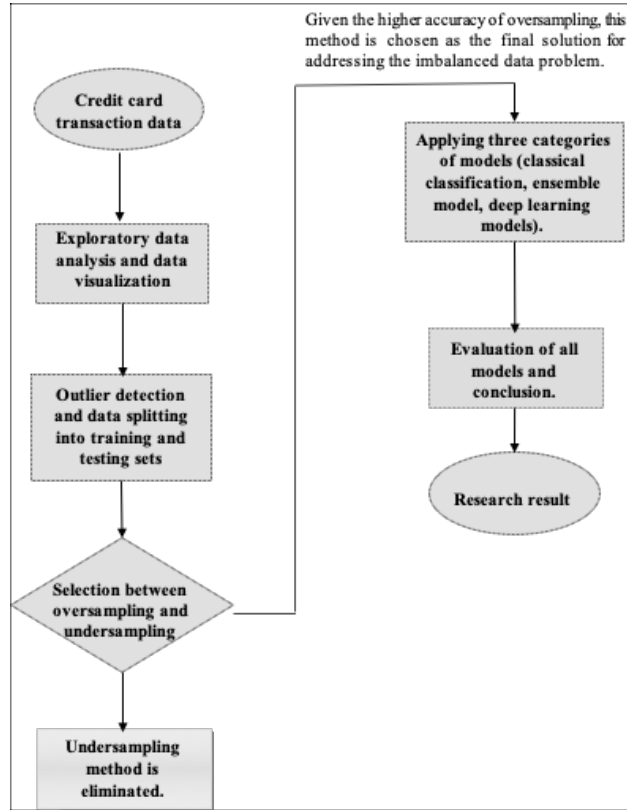 Given the higher accuracy of oversampling, this
method is chosen as the final solution for
addressing the imbalanced data problem.
Credit card
transaction data
Exploratory data
analysis and data
visualization
Outlier detection
and data splitting
into training and
testing sets
Selection between
oversampling and
undersampling
Undersampling
method is
eliminated.
Applying three categories
of models (classical
classification, ensemble
model, deep learning
models).
Evaluation of all
models and
conclusion.
Research result